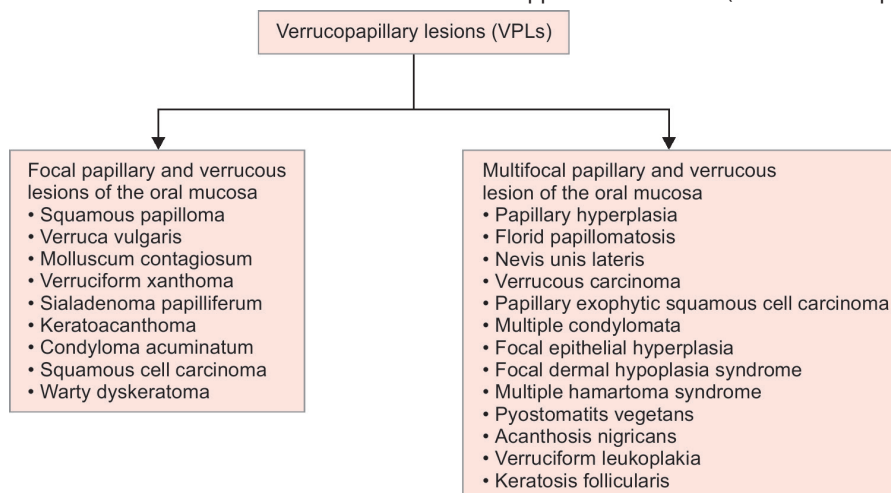 Verrucopapillary lesions (VPLs)
Focal papillary and verrucous
lesions of the oral mucosa
• Squamous papilloma
• Verruca vulgaris
• Molluscum contagiosum
• Verruciform xanthoma
• Sialadenoma papilliferum
• Keratoacanthoma
• Condyloma acuminatum
• Squamous cell carcinoma
• Warty dyskeratoma
Multifocal papillary and verrucous
lesion of the oral mucosa
• Papillary hyperplasia
• Florid papillomatosis
• Nevis unis lateris
• Verrucous carcinoma
• Papillary exophytic squamous cell carcinoma
• Multiple condylomata
• Focal epithelial hyperplasia
• Focal dermal hypoplasia syndrome
• Multiple hamartoma syndrome
• Pyostomatits vegetans
• Acanthosis nigricans
• Verruciform leukoplakia
• Keratosis follicularis